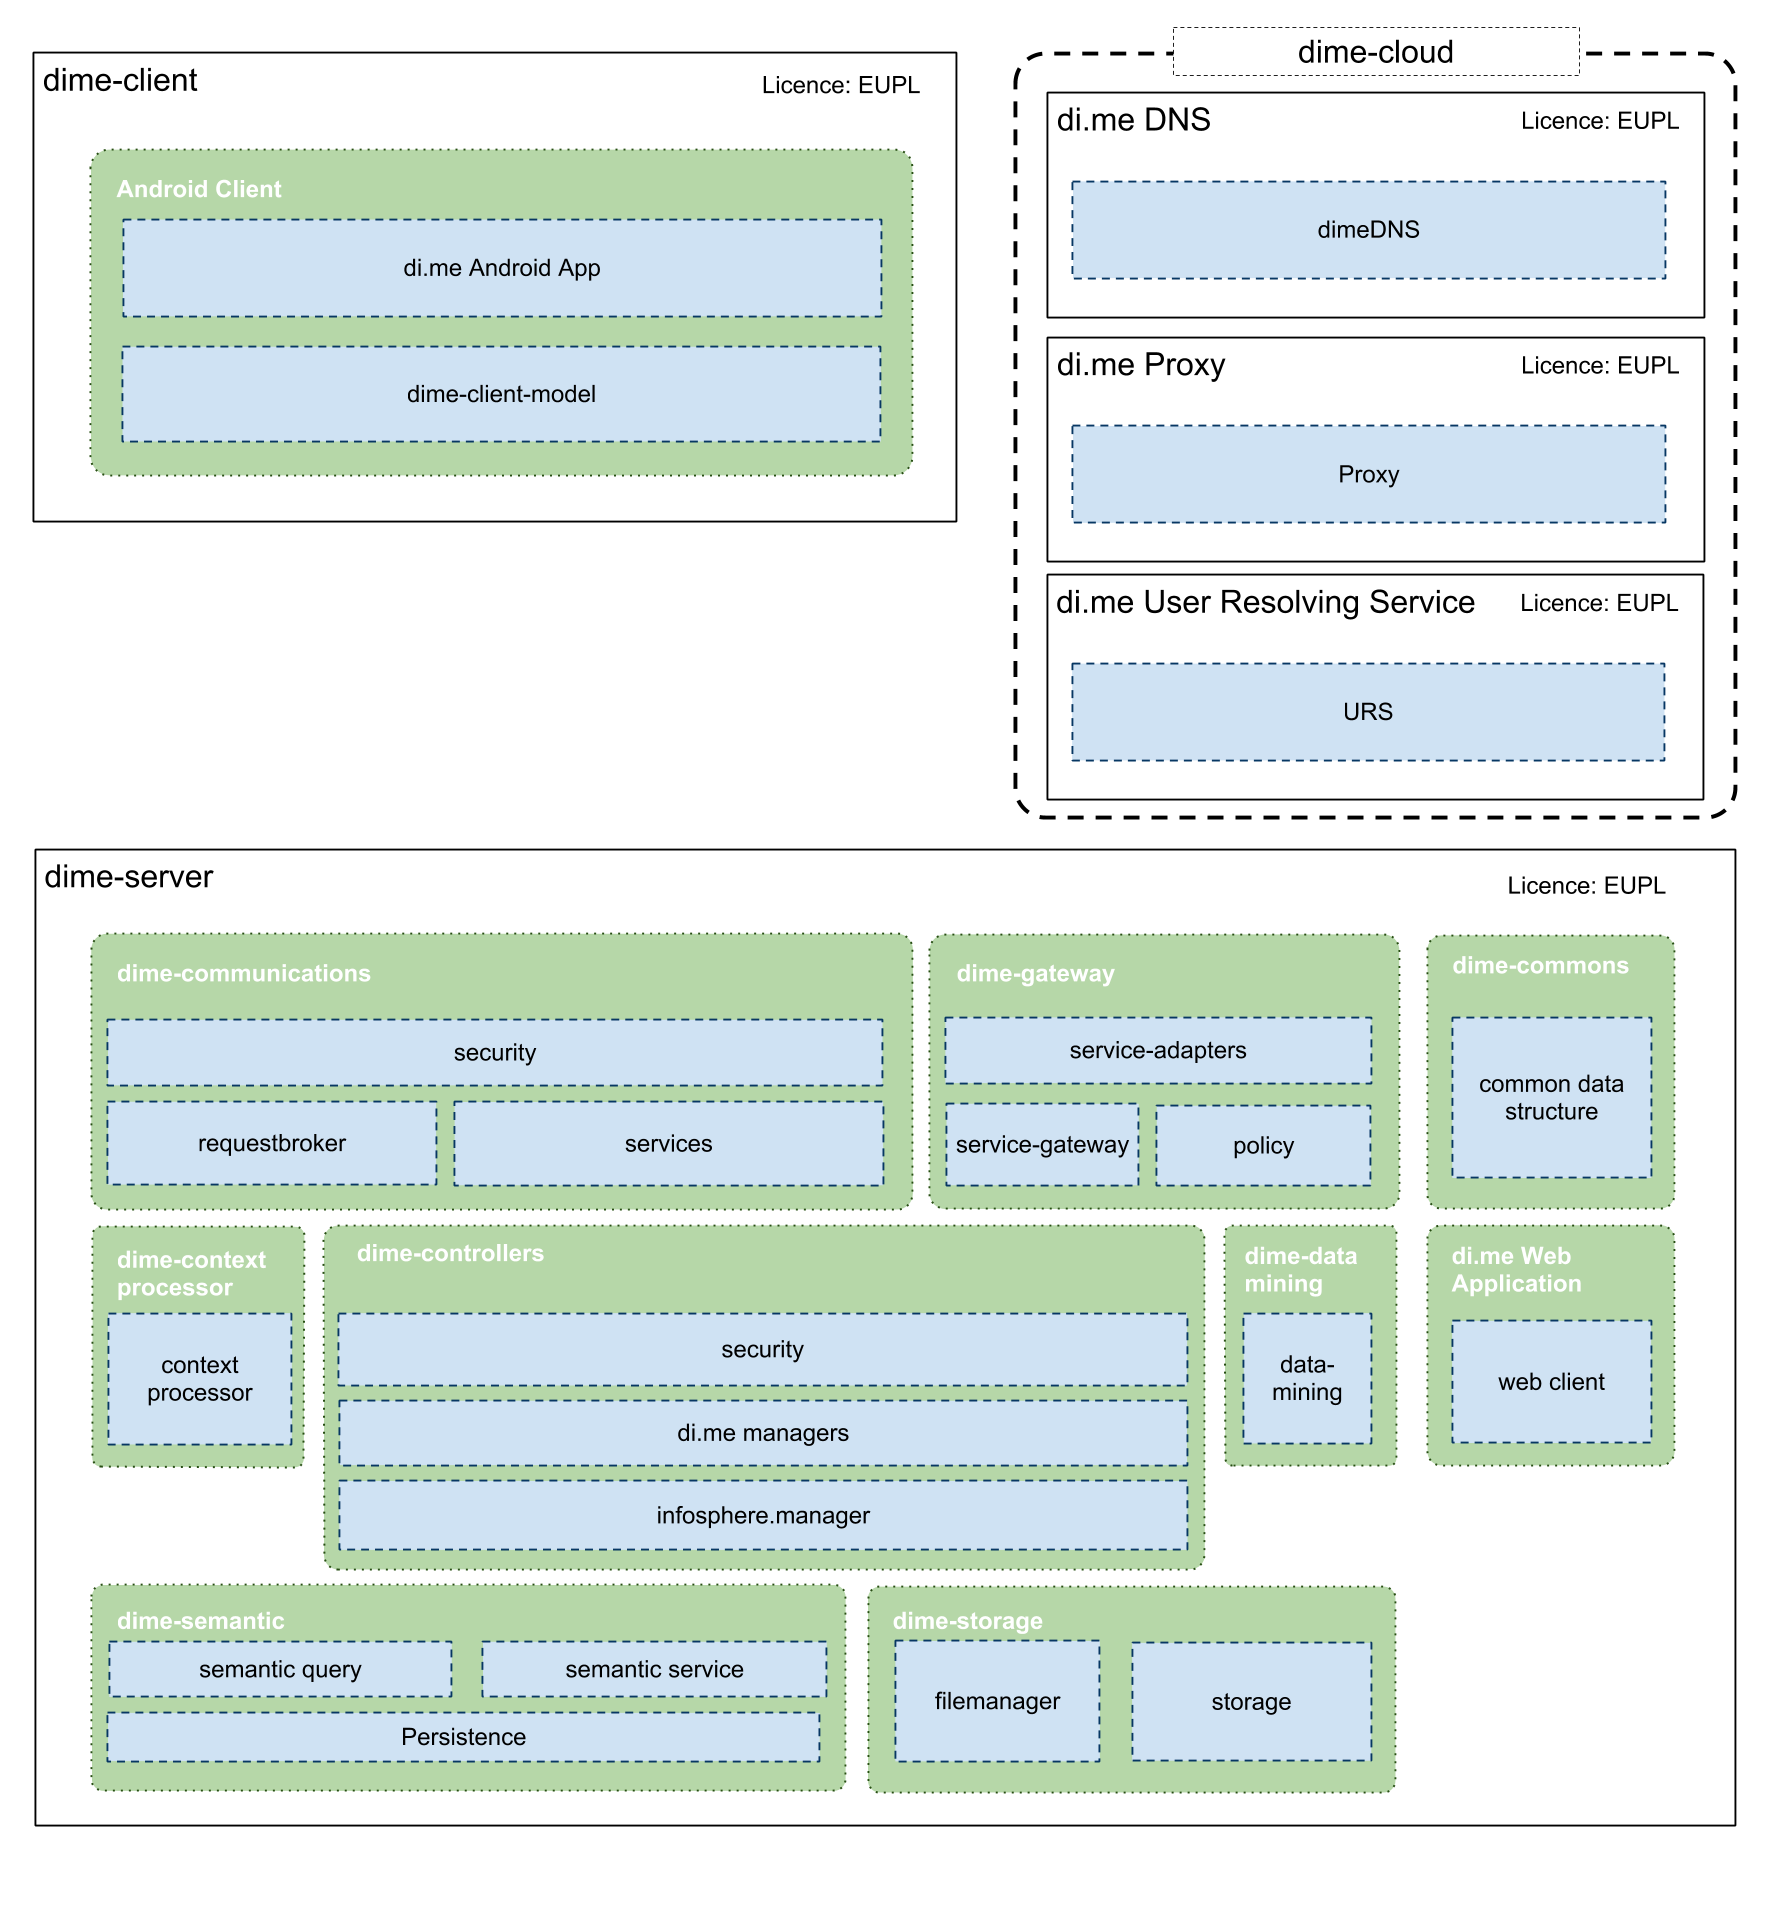 dime-client
Licence: EUPL
Android Client
di.me Android App
dime-client-model
dime-cloud
di.me DNS
Licence: EUPL
dimeDNS
di.me Proxy
Licence: EUPL
Proxy
di.me User Resolving Service
Licence: EUPL
URS
dime-server
Licence: EUPL
dime-communications
security
requestbroker
services
dime-gateway
service-adapters
service-gateway
policy
dime-commons
common data
structure
dime-context
processor
context
processor
dime-controllers
security
di.me managers
infosphere.manager
dime-data
mining
data-
mining
di.me Web
Application
web client
dime-semantic
semantic query
semantic service
Persistence
dime-storage
filemanager
storage